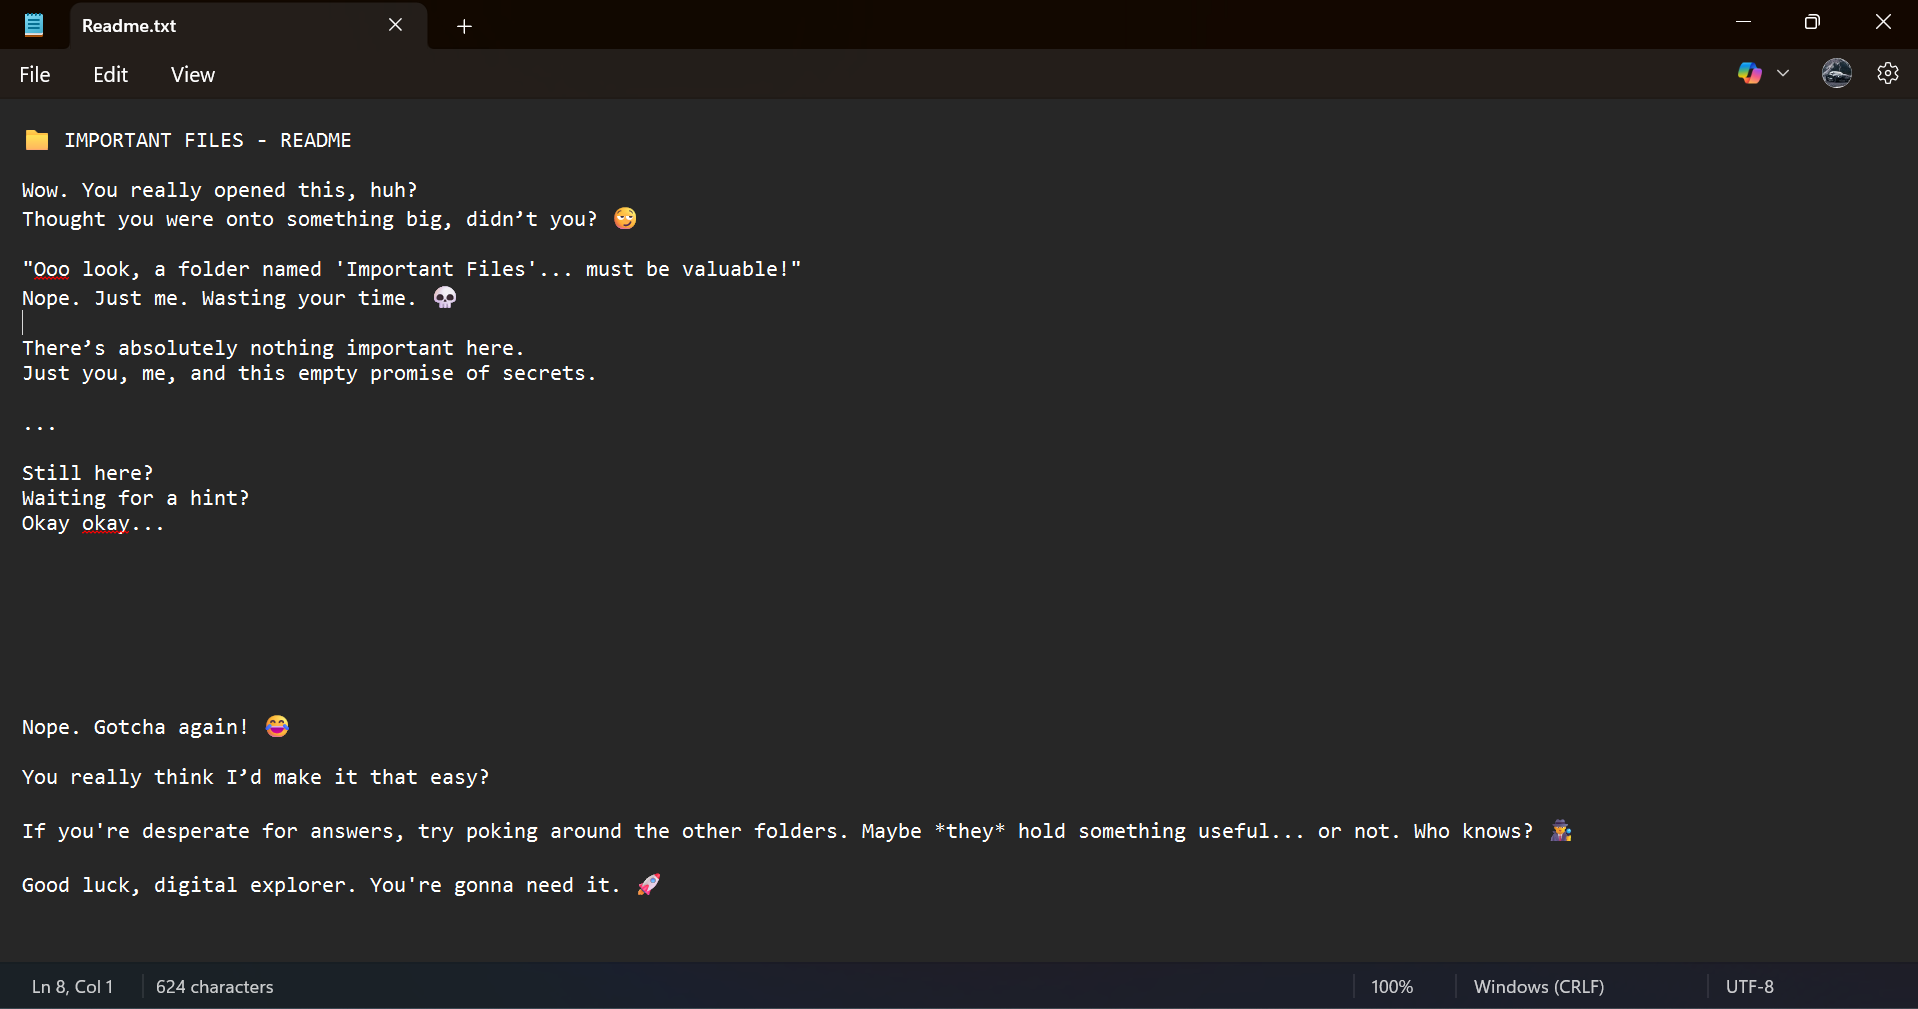 Readme.txt
File Edit View
📁 IMPORTANT FILES - README
Wow. You really opened this, huh?
Thought you were onto something big, didn’t you? 😏
"Ooo look, a folder named 'Important Files'... must be valuable!"
Nope. Just me. Wasting your time. 💀
There’s absolutely nothing important here.
Just you, me, and this empty promise of secrets.
...
Still here?
Waiting for a hint?
Okay okay...
Nope. Gotcha again! 😂
You really think I’d make it that easy?
If you're desperate for answers, try poking around the other folders. Maybe *they* hold something useful... or not. Who knows? 🕵️
Good luck, digital explorer. You're gonna need it. 🚀
Ln 8, Col 1 624 characters 100% Windows (CRLF) UTF-8